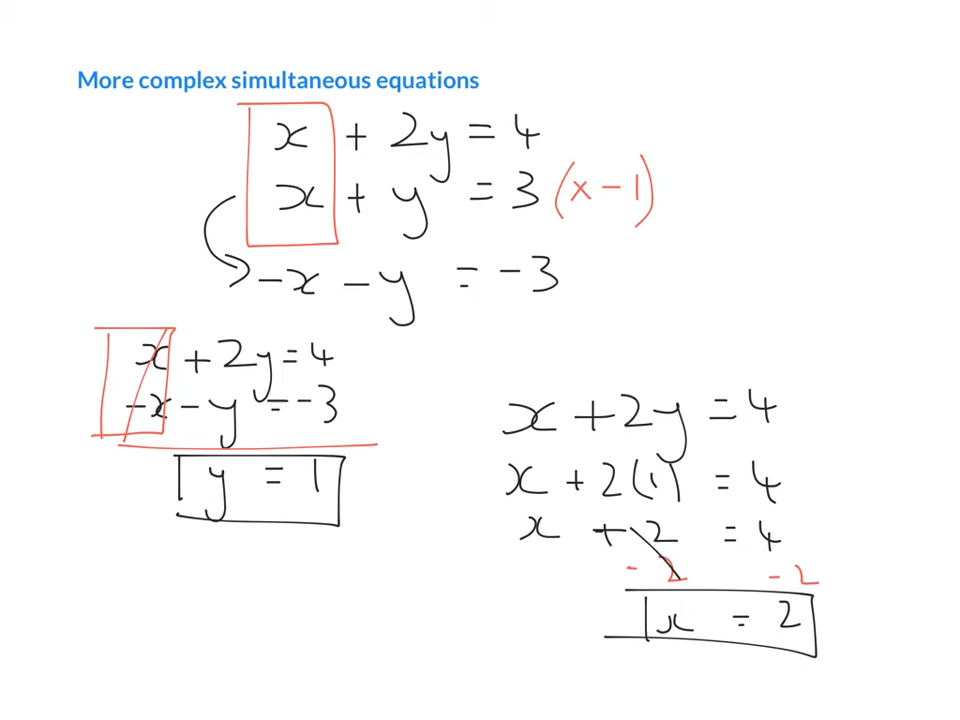 More complex simultaneous equations
x + 2y = 4
x + y = 3 (x - 1)
-x - y = -3
x + 2y = 4
-x - y = -3
y = 1
x + 2y = 4
x + 2(1) = 4
x + 2 = 4
- 2 - 2
x = 2